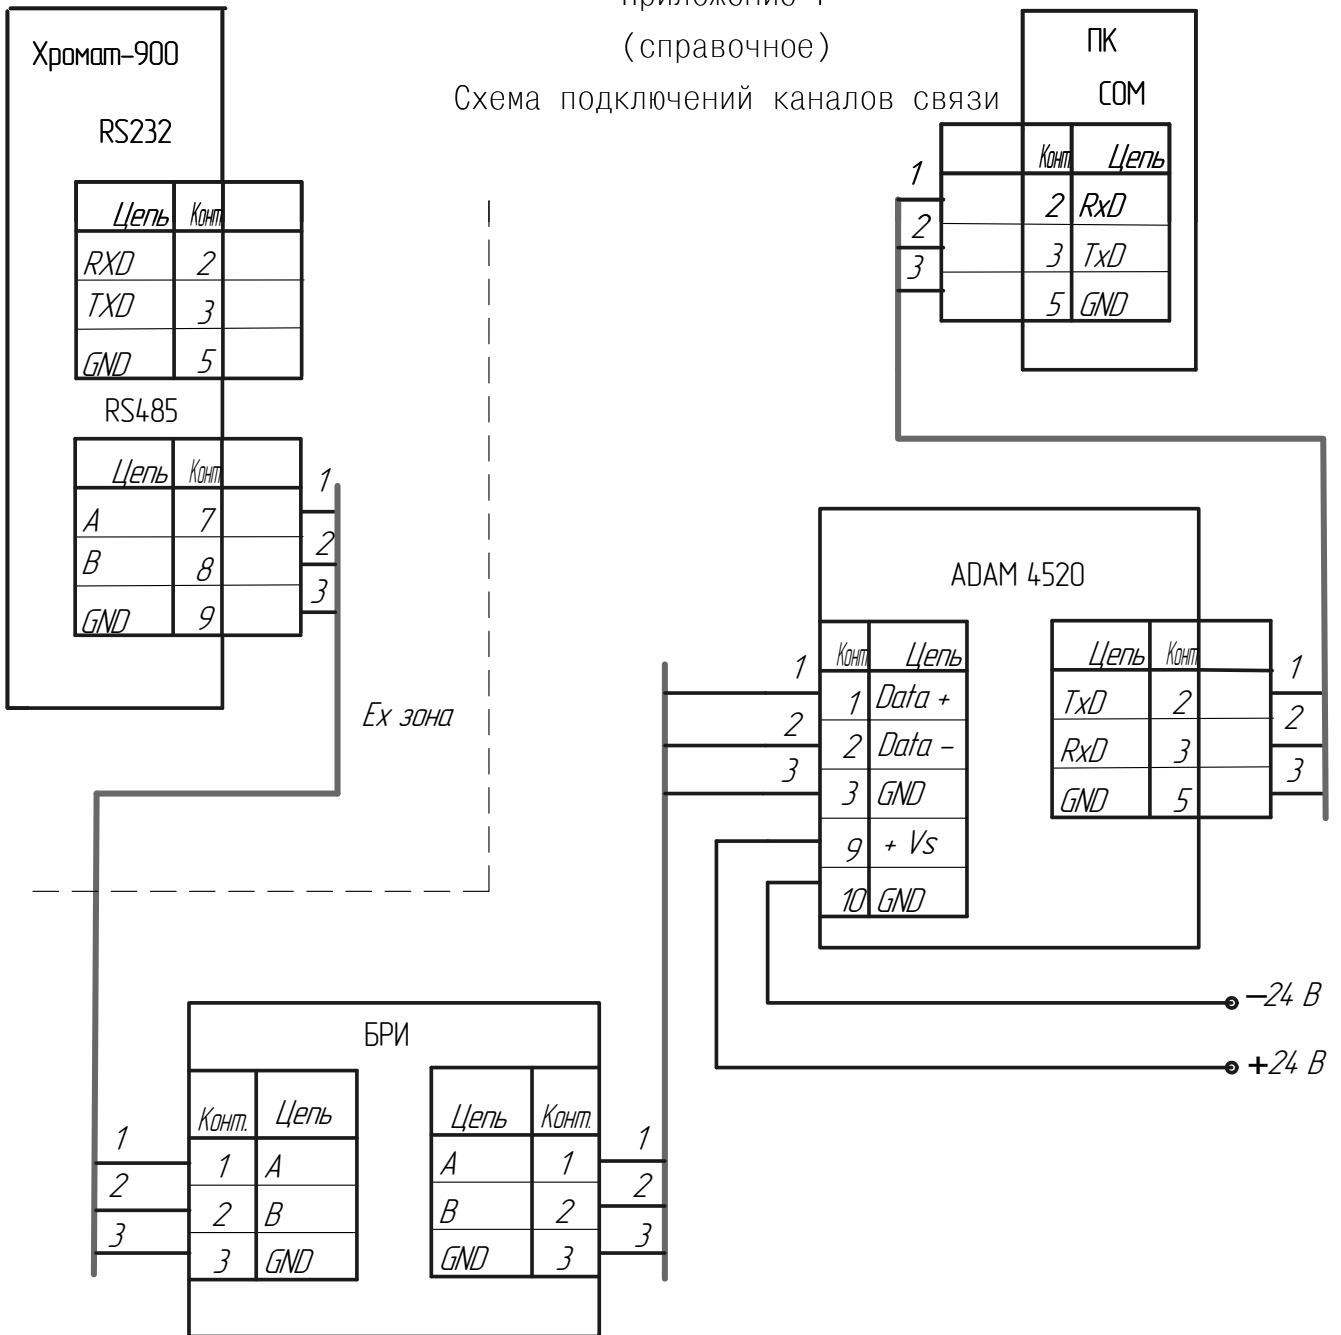 (справочное)
Схема подключений каналов связи
Хромат-900
RS232
Цепь Конт
RXD 2
TXD 3
GND 5
RS485
Цепь Конт
A 7
B 8
GND 9
1
2
3
Ex зона
ПК
COM
Конт Цепь
2 RxD
3 TxD
5 GND
1
2
3
ADAM 4520
Конт Цепь
1 Data +
2 Data -
3 GND
9 + Vs
10 GND
1
2
3
Цепь Конт
TxD 2
RxD 3
GND 5
1
2
3
-24 В
+24 В
БРИ
Конт. Цепь
1 A
2 B
3 GND
1
2
3
Цепь Конт.
A 1
B 2
GND 3
1
2
3